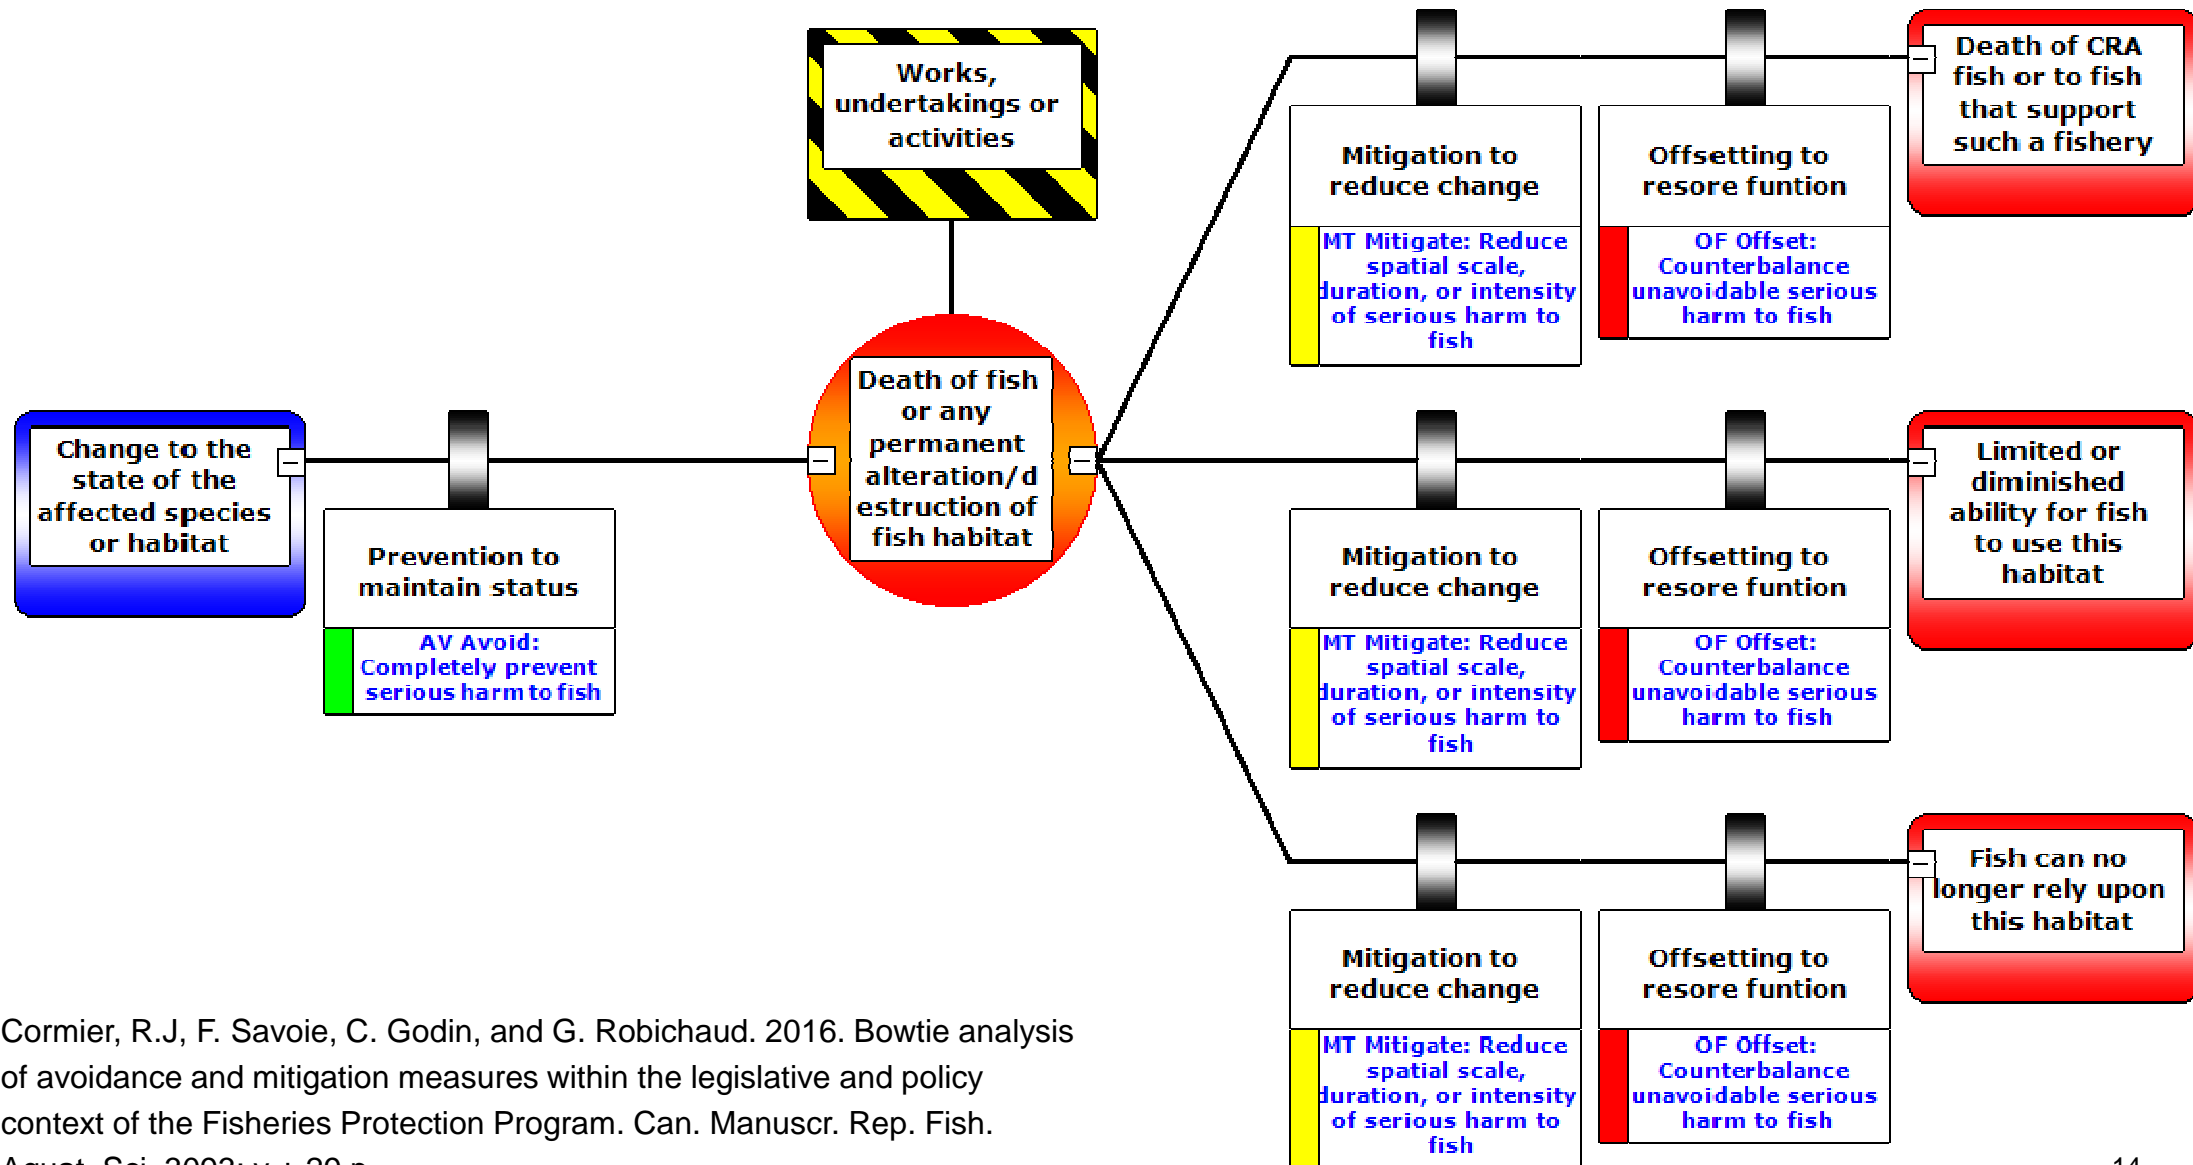 Works,
undertakings or
activities
Death of CRA
fish or to fish
that support
such a fishery
Mitigation to
reduce change
MT Mitigate: Reduce
spatial scale,
duration, or intensity
of serious harm to
fish
Offsetting to
resore funtion
OF Offset:
Counterbalance
unavoidable serious
harm to fish
Change to the
state of the
affected species
or habitat
Prevention to
maintain status
AV Avoid:
Completely prevent
serious harm to fish
Death of fish
or any
permanent
alteration/d
estruction of
fish habitat
Mitigation to
reduce change
MT Mitigate: Reduce
spatial scale,
duration, or intensity
of serious harm to
fish
Offsetting to
resore funtion
OF Offset:
Counterbalance
unavoidable serious
harm to fish
Limited or
diminished
ability for fish
to use this
habitat
Mitigation to
reduce change
MT Mitigate: Reduce
spatial scale,
duration, or intensity
of serious harm to
fish
Offsetting to
resore funtion
OF Offset:
Counterbalance
unavoidable serious
harm to fish
Fish can no
longer rely upon
this habitat
Cormier, R.J, F. Savoie, C. Godin, and G. Robichaud. 2016. Bowtie analysis
of avoidance and mitigation measures within the legislative and policy
context of the Fisheries Protection Program. Can. Manuscr. Rep. Fish.
Aquat. Sci.
14